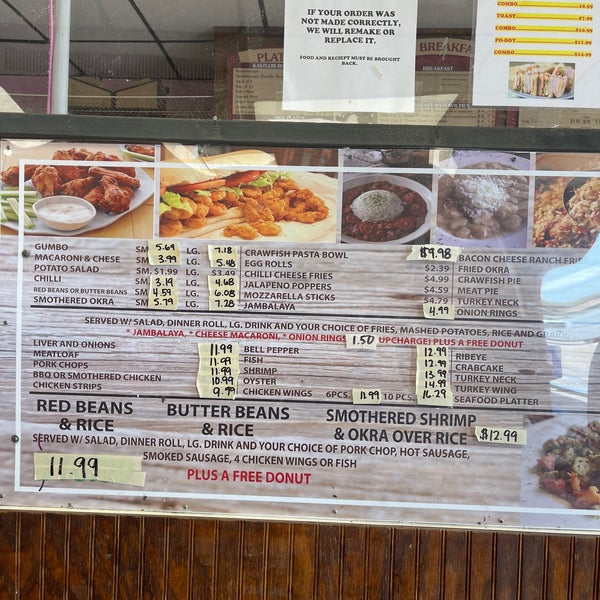 IF YOUR ORDER WAS
NOT MADE CORRECTLY,
WE WILL REMAKE OR
REPLACE IT.
FOOD AND RECIEPT MUST BE BROUGHT
BACK.
COMBO
TOAST
COMBO
PO-BOY
COMBO
BREAKFAST
GUMBO SM 5.69 LG. 7.18
MACARONI & CHESE SM 3.99 LG. 5.48
POTATO SALAD SM. $1.99 LG $3.49
CHILLI SM. 3.19 LG. 4.68
RED BEANS OR BUTTER BEANS SM 4.59 LG. 6.08
SMOTHERED OKRA SM. 5.79 LG. 7.28
CRAWFISH PASTA BOWL $9.98
EGG ROLLS $2.39
CHILLI CHEESE FRIES $4.99
JALAPENO POPPERS $4.59
MOZZARELLA STICKS $4.79
JAMBALAYA 4.99
BACON CHEESE RANCH FRI
FRIED OKRA
CRAWFISH PIE
MEAT PIE
TURKEY NECK
ONION RINGS
SERVED W/ SALAD, DINNER ROLL, LG. DRINK AND YOUR CHOICE OF FRIES, MASHED POTATOES, RICE AND GRAVY
* JAMBALAYA, * CHEESE MACARONI, * ONION RINGS 1.50 UPCHARGE) PLUS A FREE DONUT
LIVER AND ONIONS 11.99
MEATLOAF 11.99
PORK CHOPS 11.99
BBQ OR SMOTHERED CHICKEN 10.99
CHICKEN STRIPS 9.99
BELL PEPPER 12.99
FISH 12.99
SHRIMP 13.99
OYSTER 14.99
CHICKEN WINGS 6PCS. 11.99 10 PCS. 16.29
RIBEYE
CRABCAKE
TURKEY NECK
TURKEY WING
SEAFOOD PLATTER
RED BEANS
& RICE
BUTTER BEANS
& RICE
SMOTHERED SHRIMP
& OKRA OVER RICE $12.99
SERVED W/ SALAD, DINNER ROLL, LG. DRINK AND YOUR CHOICE OF PORK CHOP, HOT SAUSAGE,
SMOKED SAUSAGE, 4 CHICKEN WINGS OR FISH
11.99
PLUS A FREE DONUT